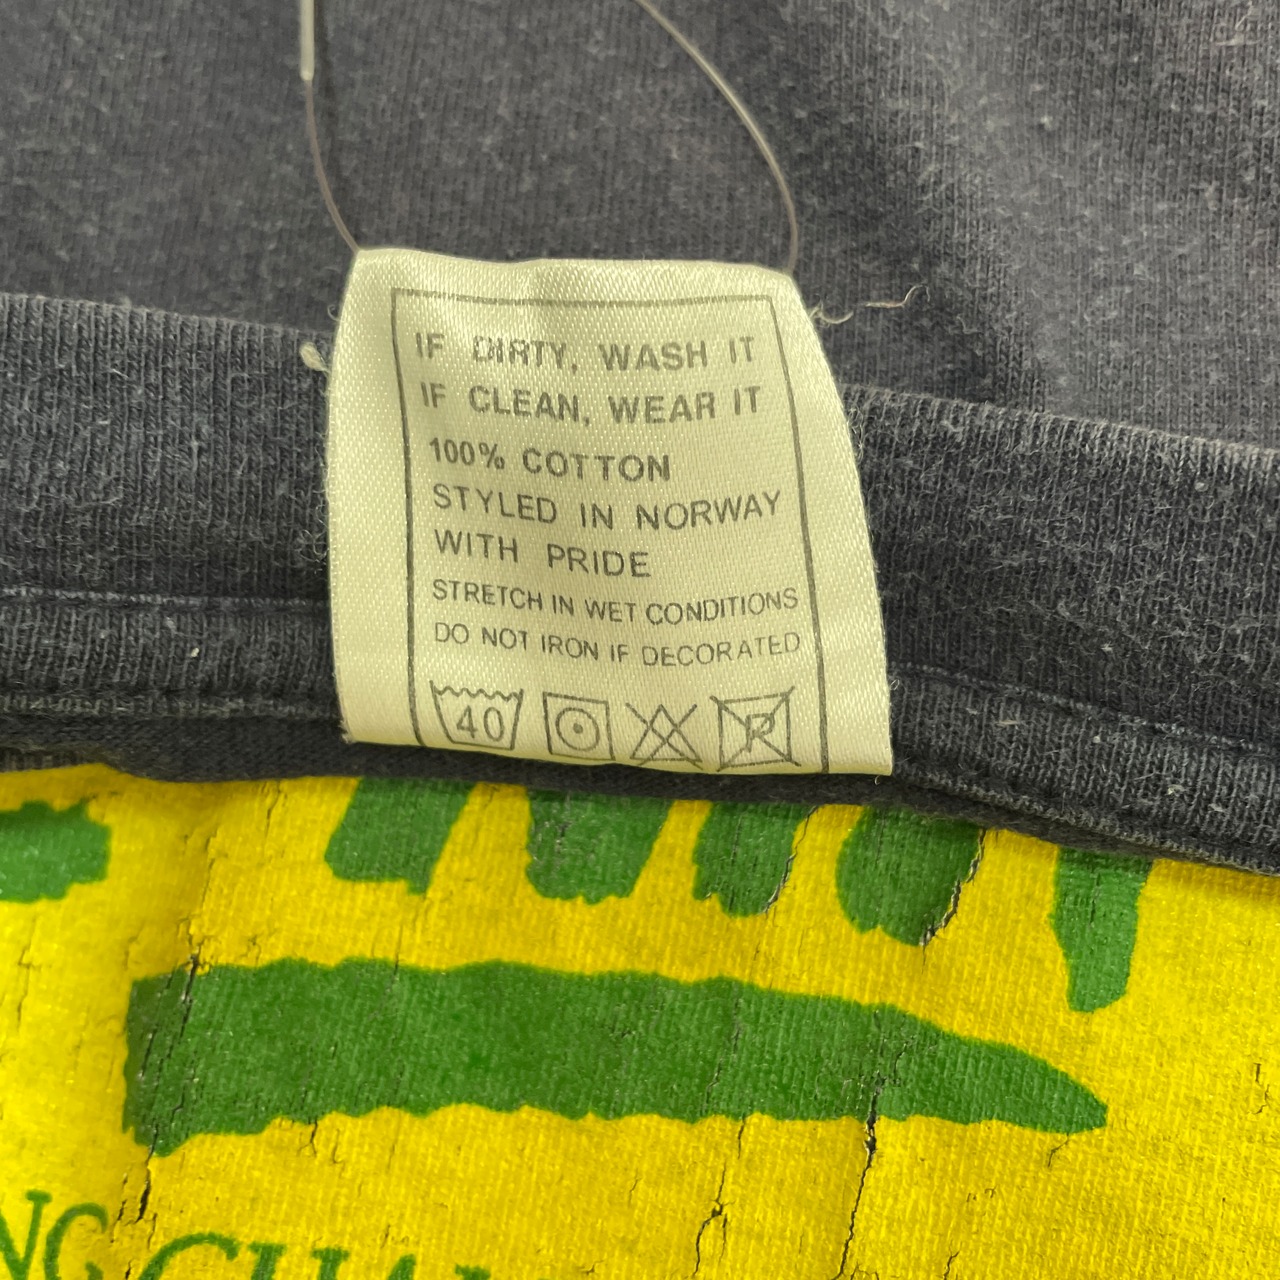 IF DIRTY, WASH IT
IF CLEAN, WEAR IT
100% COTTON
STYLED IN NORWAY
WITH PRIDE
STRETCH IN WET CONDITIONS
DO NOT IRON IF DECORATED
40 P